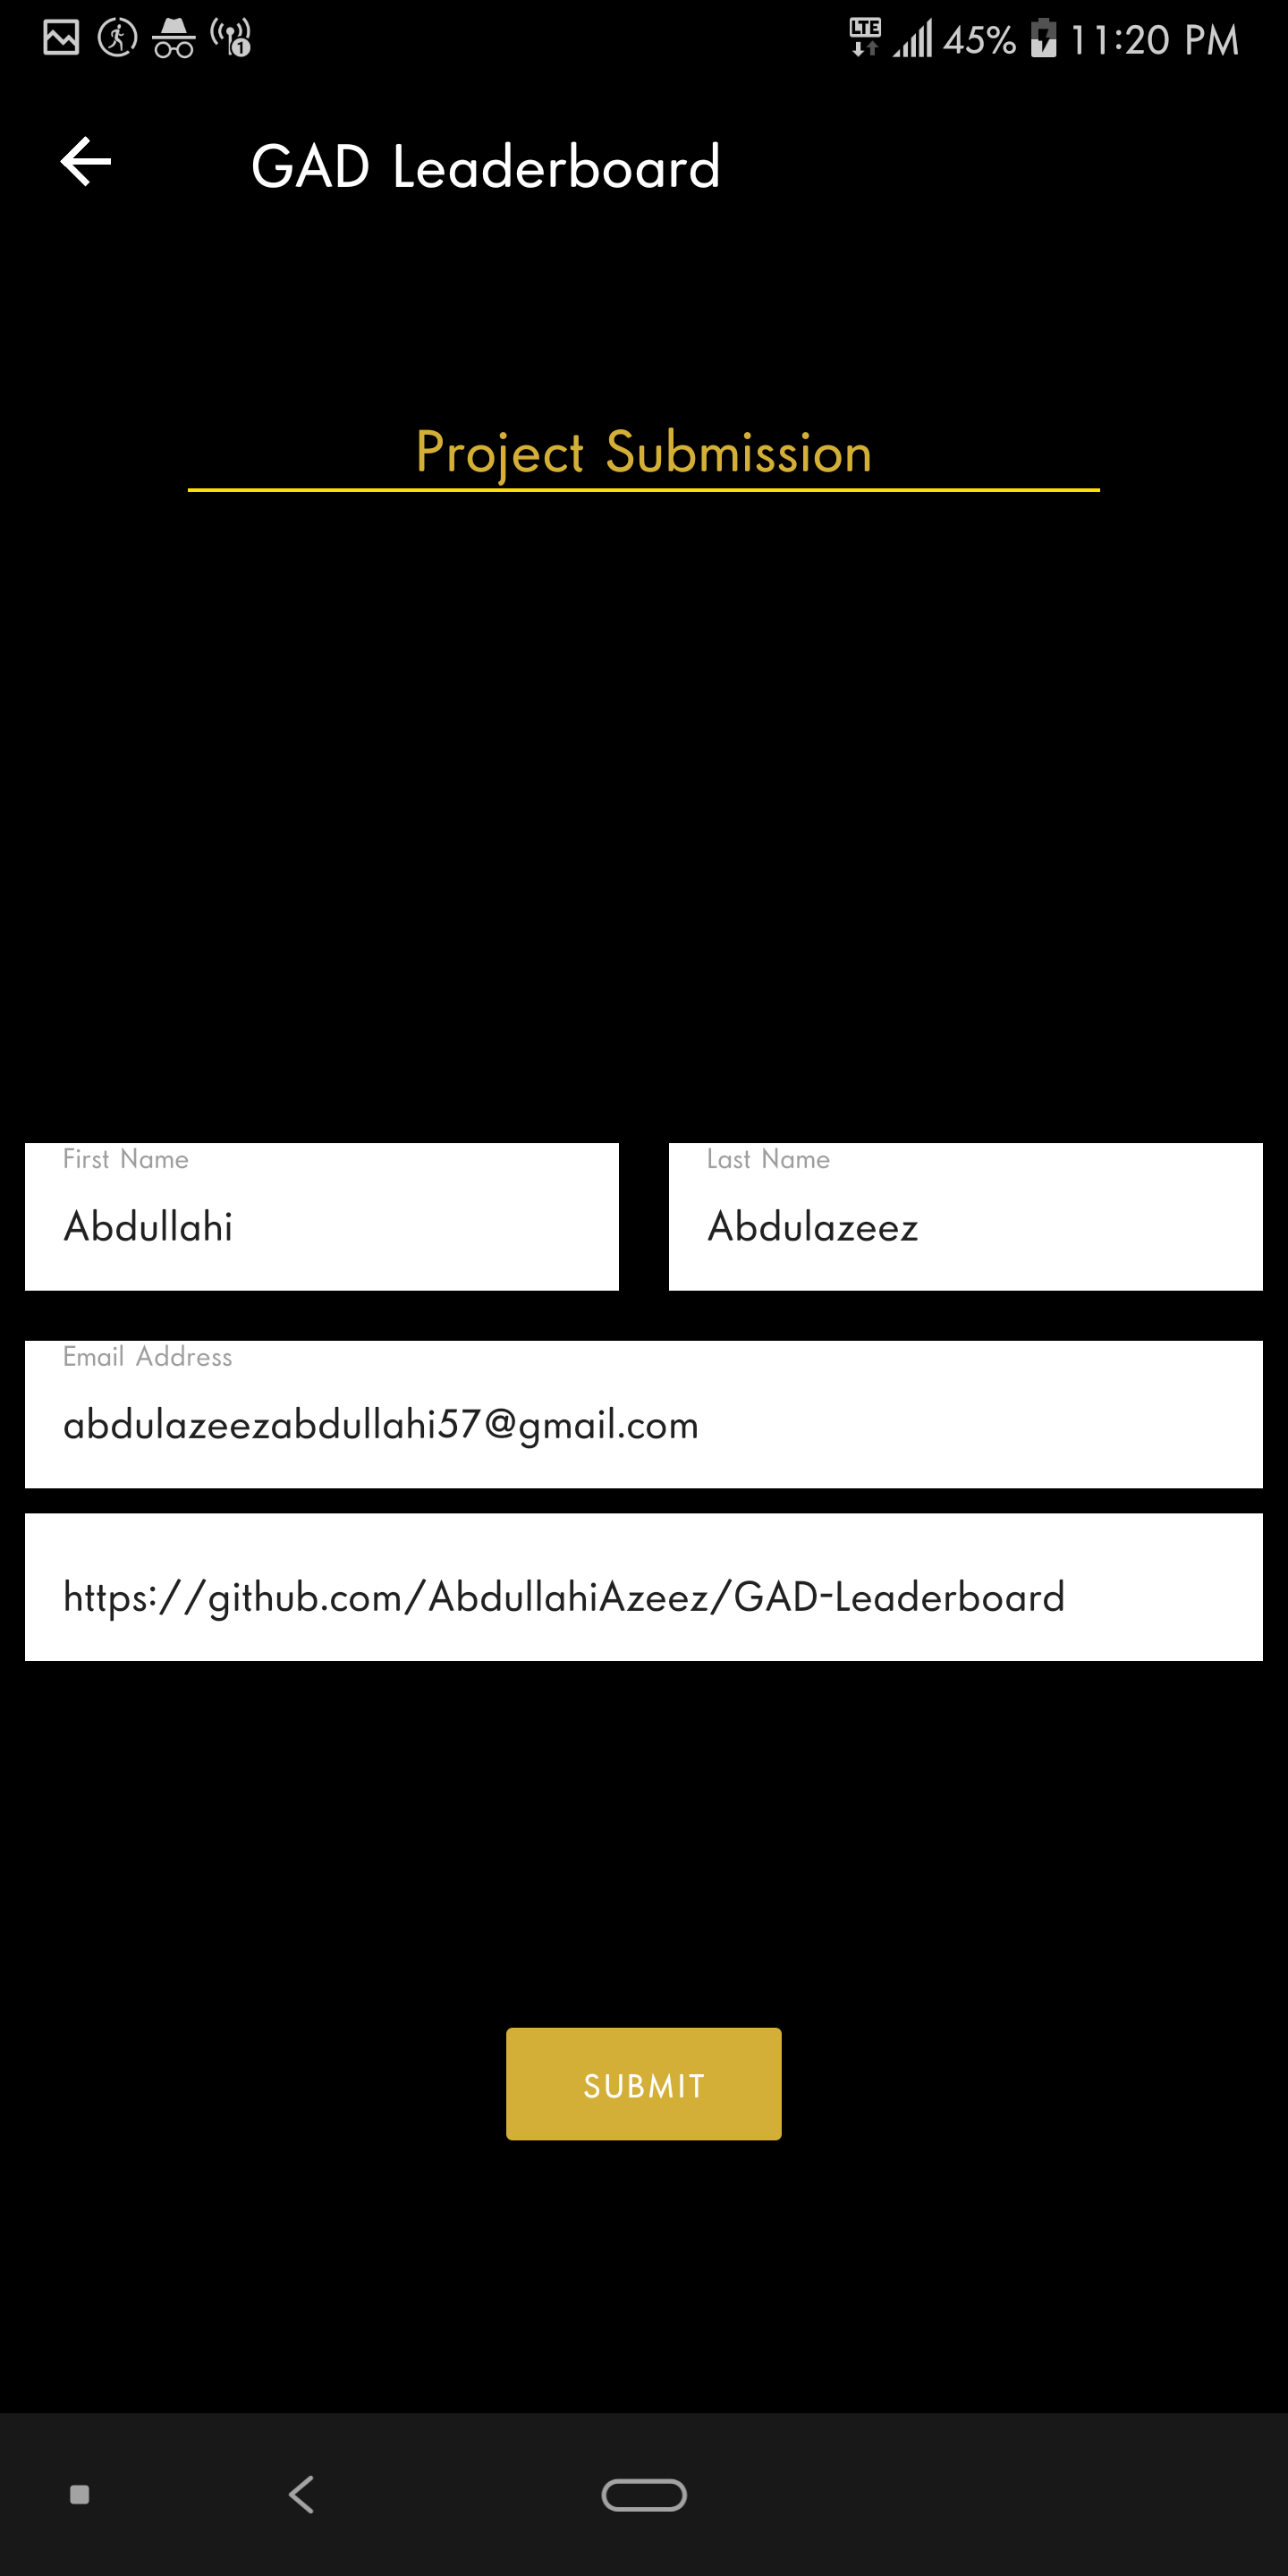 LTE 45% 11:20 PM
1
GAD Leaderboard
Project Submission
First Name
Abdullahi
Last Name
Abdulazeez
Email Address
abdulazeezabdullahi57@gmail.com
https://github.com/AbdullahiAzeez/GAD-Leaderboard
SUBMIT